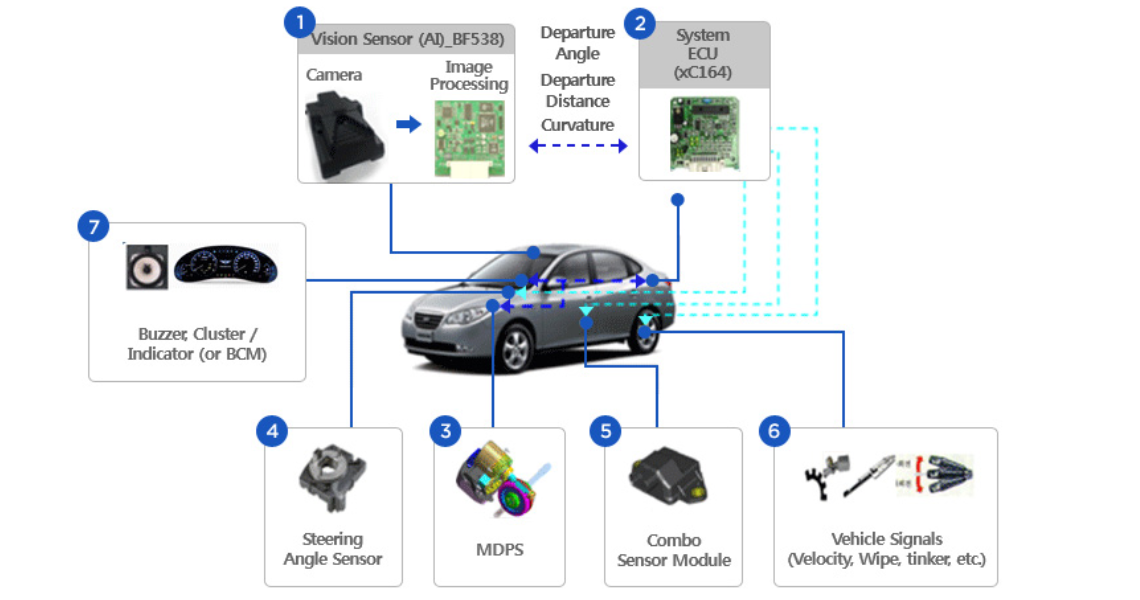 1
Vision Sensor (AI)_BF538)
Camera
Image
Processing
Departure
Angle
Departure
Distance
Curvature
2
System
ECU
(xC164)
7
Buzzer, Cluster /
Indicator (or BCM)
4
Steering
Angle Sensor
3
MDPS
5
Combo
Sensor Module
6
Vehicle Signals
(Velocity, Wipe, tinker, etc.)